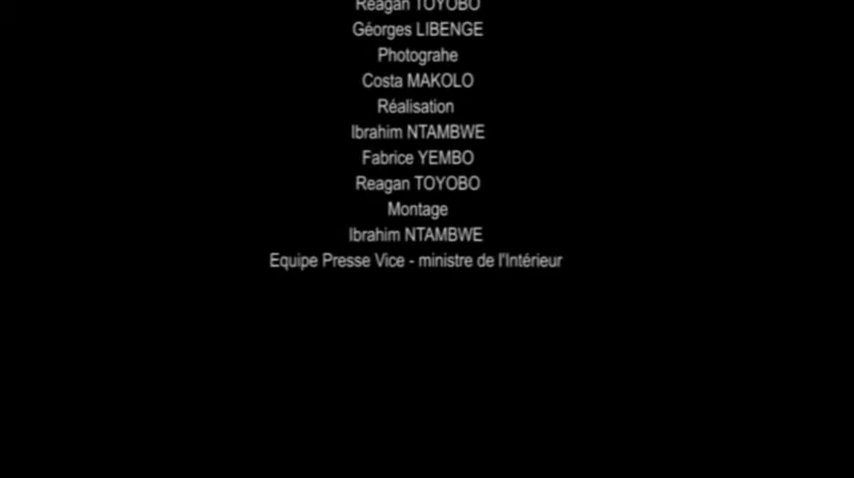 Reagan TOYOBO
Géorges LIBENGE
Photograhe
Costa MAKOLO
Réalisation
Ibrahim NTAMBWE
Fabrice YEMBO
Reagan TOYOBO
Montage
Ibrahim NTAMBWE
Equipe Presse Vice - ministre de l'Intérieur